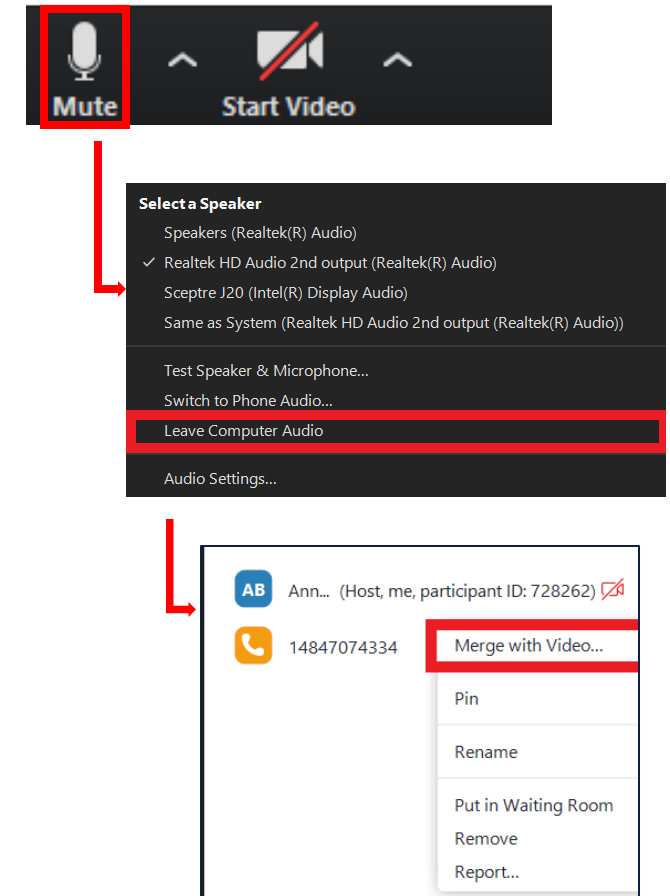 Mute
Start Video
Select a Speaker
Speakers (Realtek(R) Audio)
Realtek HD Audio 2nd output (Realtek(R) Audio)
Sceptre J20 (Intel(R) Display Audio)
Same as System (Realtek HD Audio 2nd output (Realtek(R) Audio))
Test Speaker & Microphone...
Switch to Phone Audio...
Leave Computer Audio
Audio Settings...
AB Ann... (Host, me, participant ID: 728262)
14847074334 Merge with Video...
Pin
Rename
Put in Waiting Room
Remove
Report...